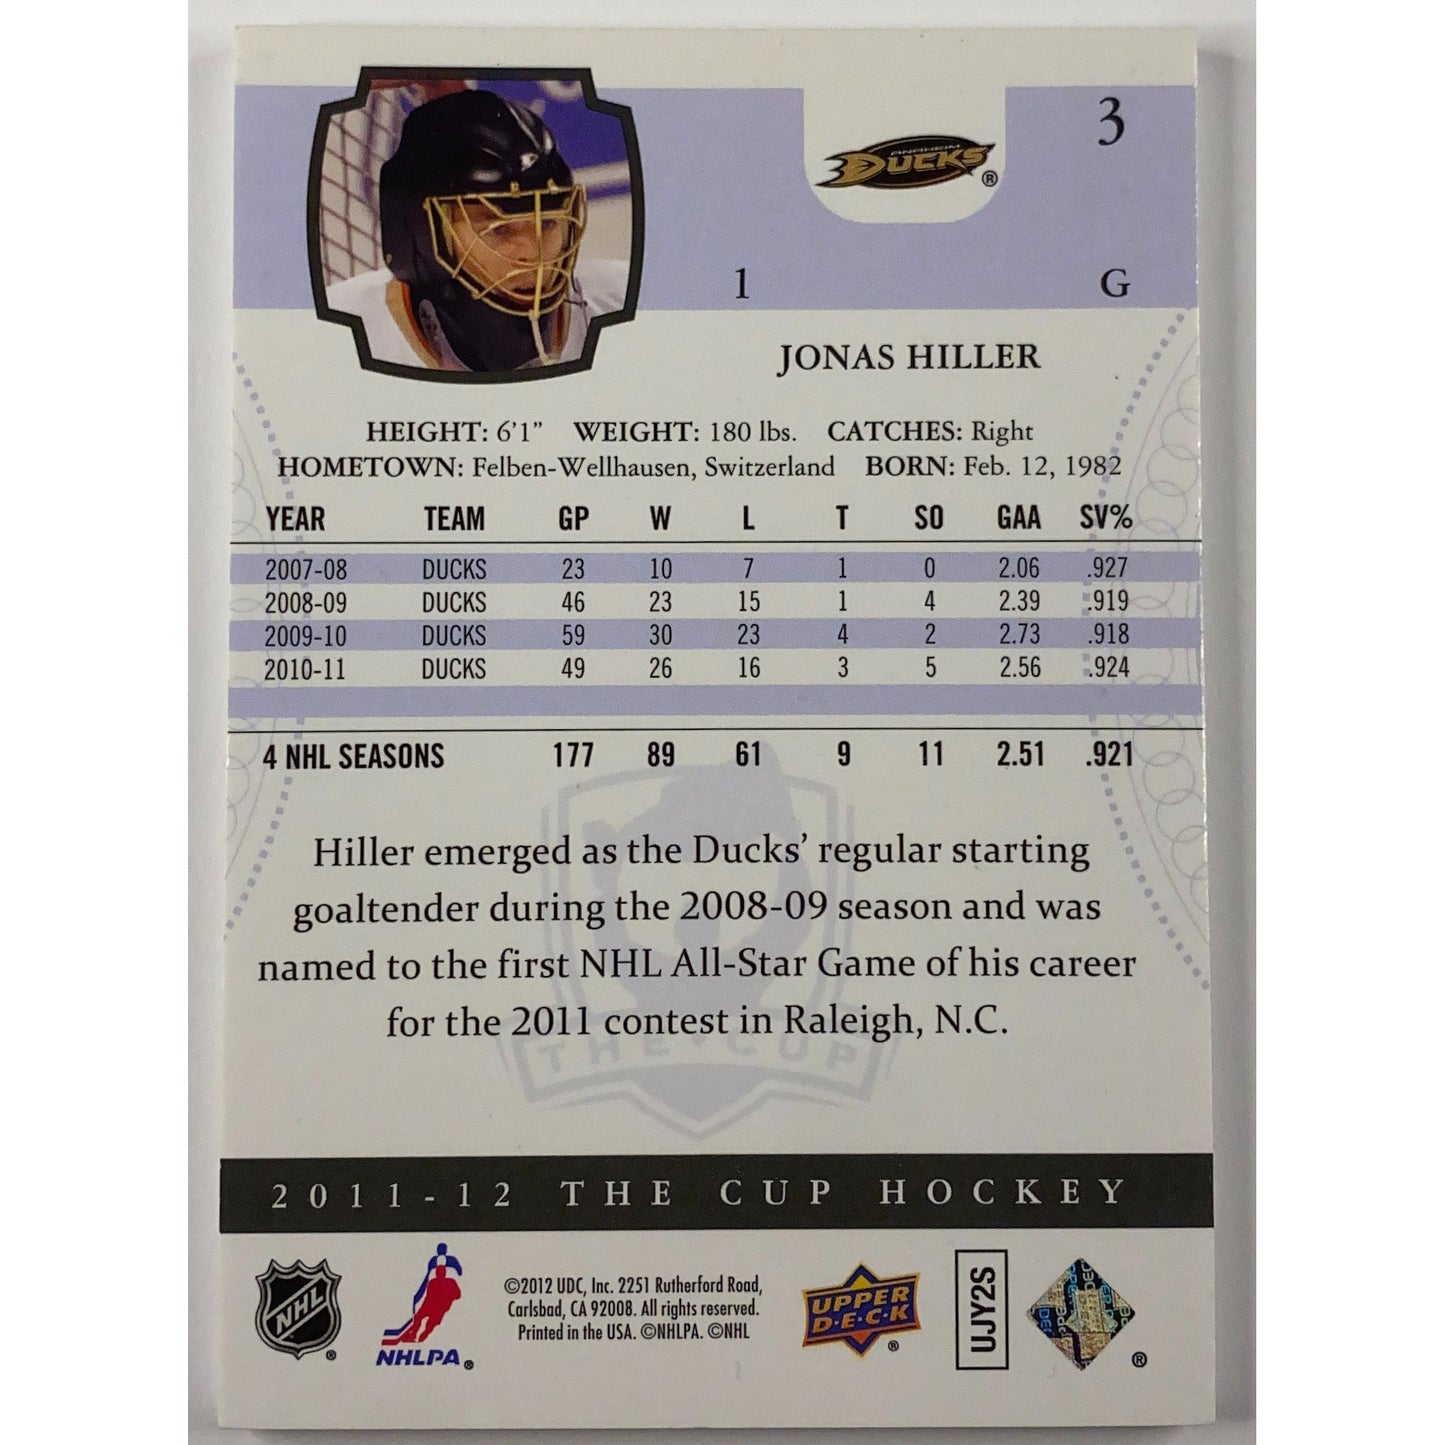 3
ANAHEIM
DUCKS®
1 G
JONAS HILLER
HEIGHT: 6'1" WEIGHT: 180 lbs. CATCHES: Right
HOMETOWN: Felben-Wellhausen, Switzerland BORN: Feb. 12, 1982
YEAR TEAM GP W L T SO GAA SV%
2007-08 DUCKS 23 10 7 1 0 2.06 .927
2008-09 DUCKS 46 23 15 1 4 2.39 .919
2009-10 DUCKS 59 30 23 4 2 2.73 .918
2010-11 DUCKS 49 26 16 3 5 2.56 .924
4 NHL SEASONS 177 89 61 9 11 2.51 .921
Hiller emerged as the Ducks' regular starting
goaltender during the 2008-09 season and was
named to the first NHL All-Star Game of his career
for the 2011 contest in Raleigh, N.C.
THE CUP
2011-12 THE CUP HOCKEY
NHL®
NHLPA®
©2012 UDC, Inc. 2251 Rutherford Road,
Carlsbad, CA 92008. All rights reserved.
Printed in the USA. ©NHLPA. ©NHL
UPPER
D·E·C·K®
UJY2S
®